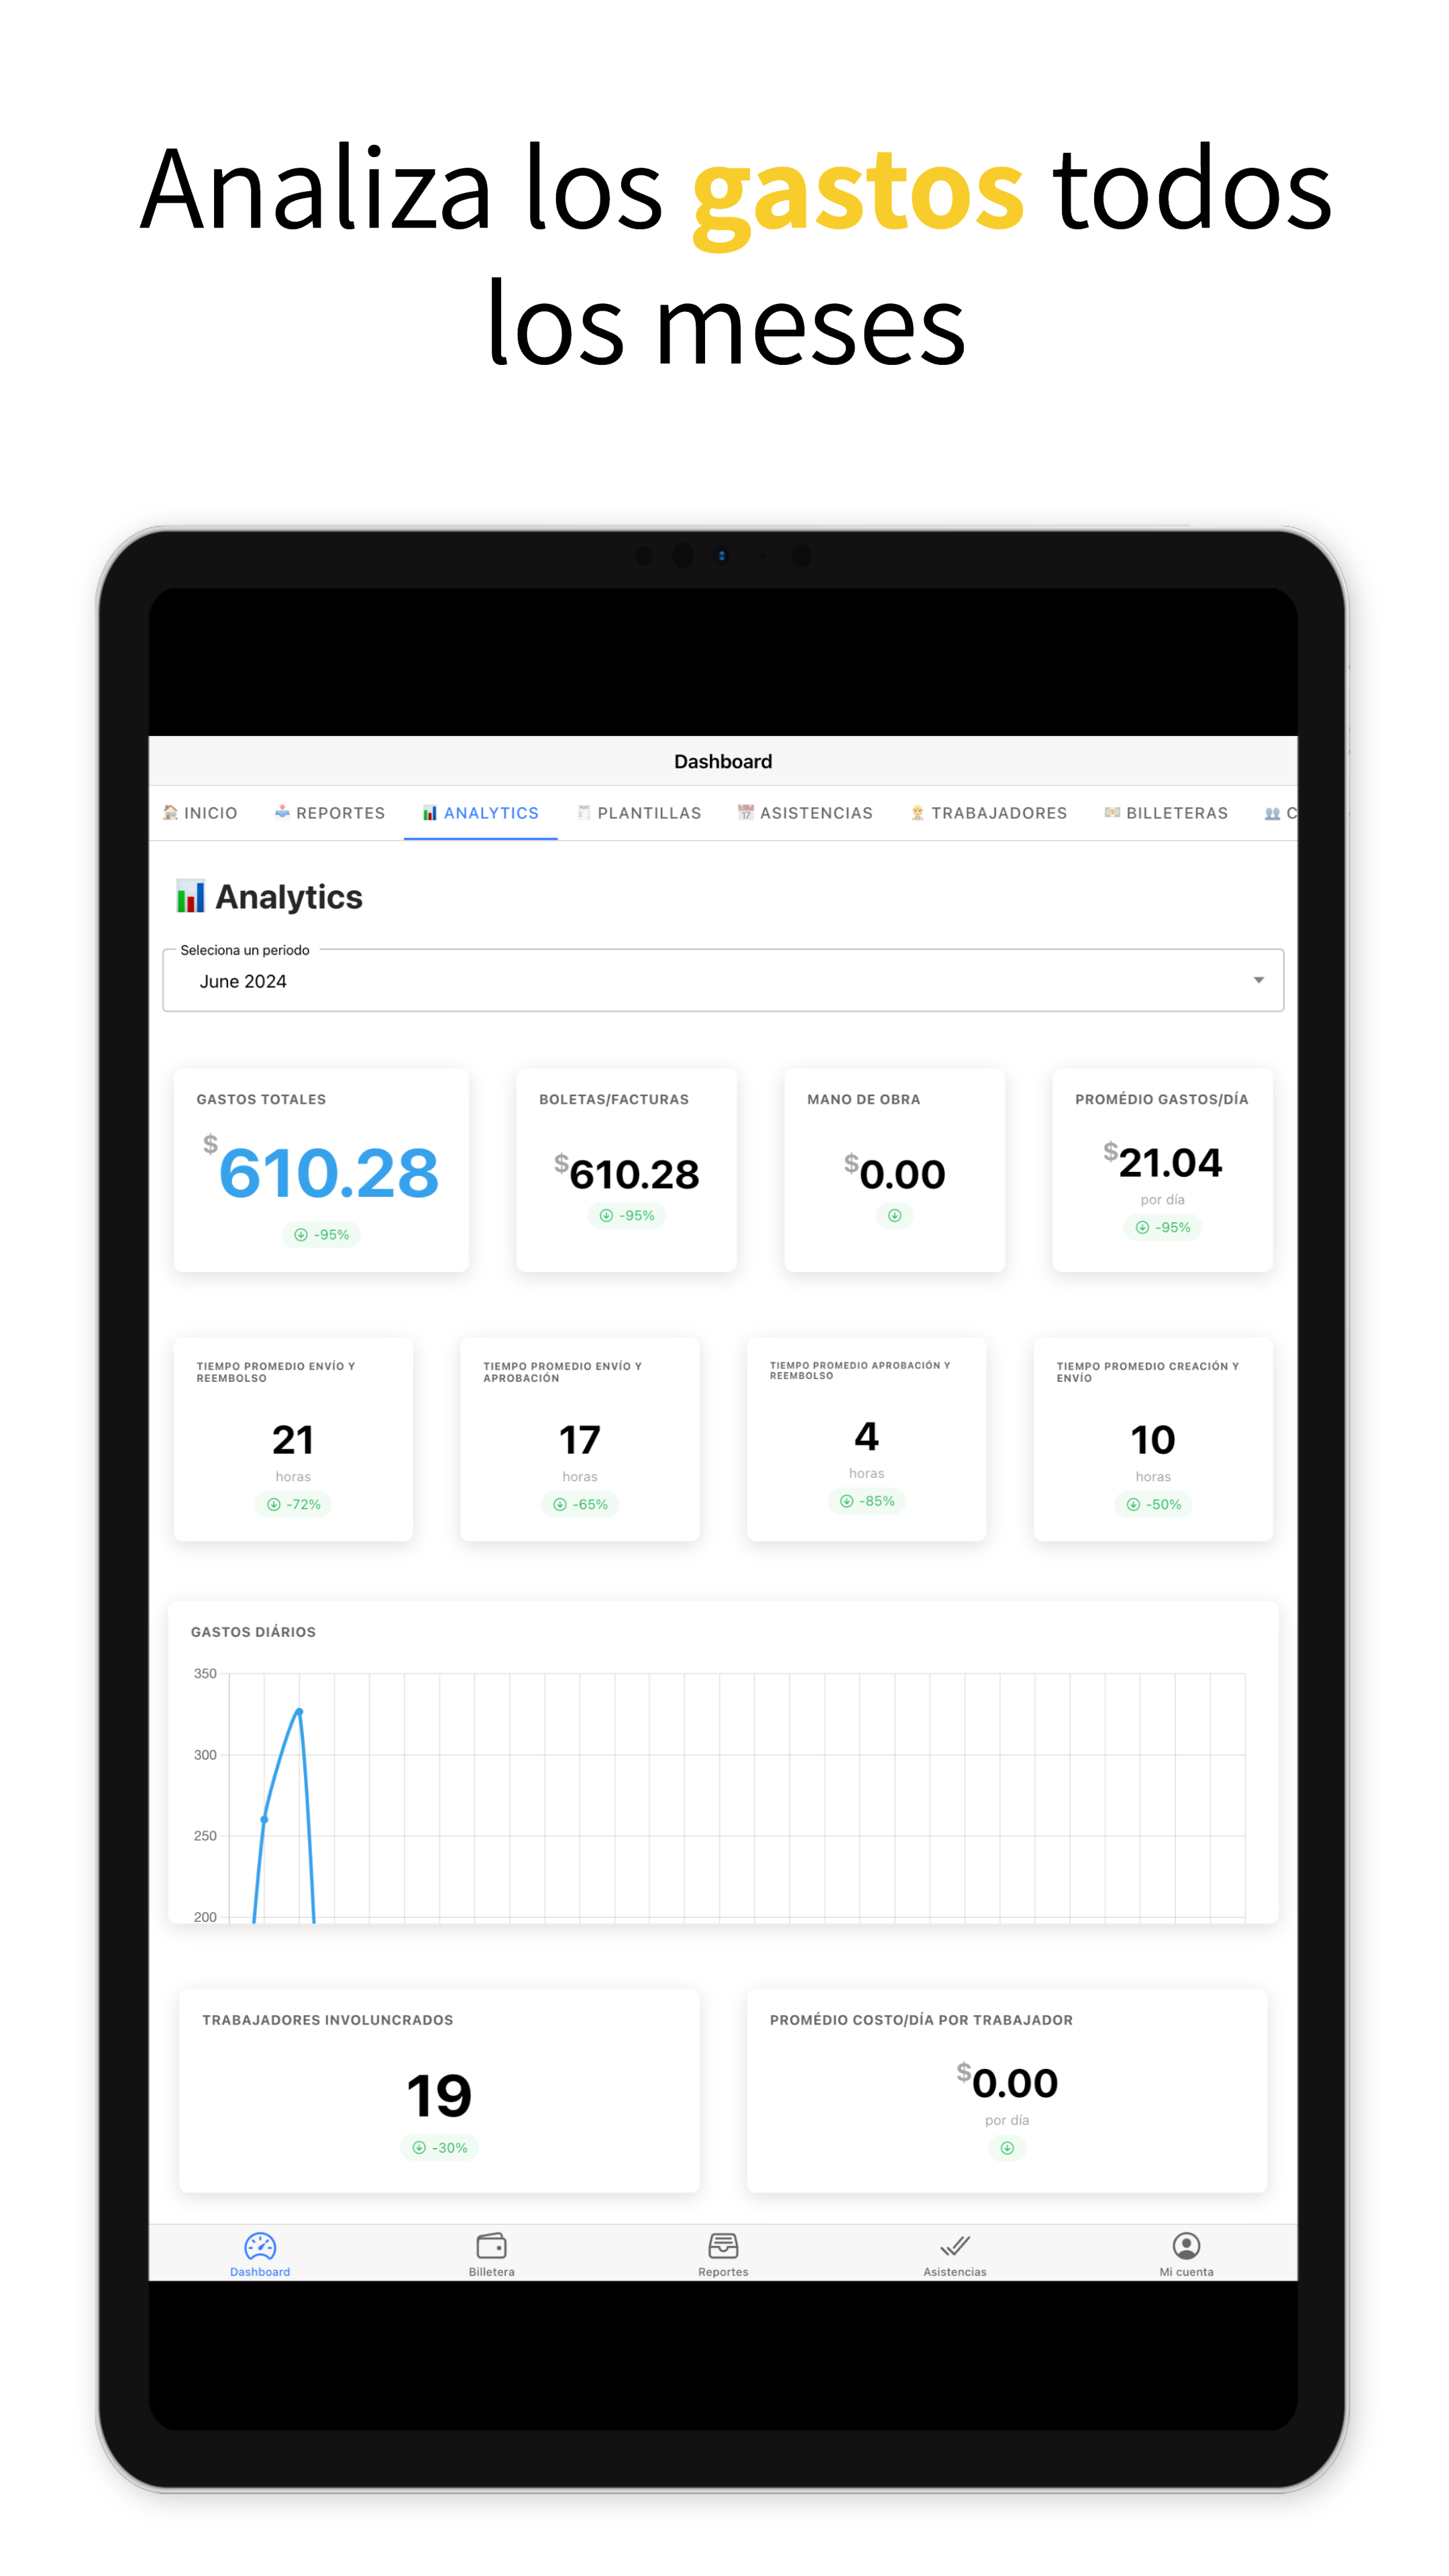 Analiza los gastos todos
los meses
Dashboard
INICIO REPORTES ANALYTICS PLANTILLAS ASISTENCIAS TRABAJADORES BILLETERAS C
Analytics
Seleciona un periodo
June 2024
GASTOS TOTALES
$610.28
-95%
BOLETAS/FACTURAS
$610.28
-95%
MANO DE OBRA
$0.00
PROMÉDIO GASTOS/DÍA
$21.04
por día
-95%
TIEMPO PROMEDIO ENVÍO Y
REEMBOLSO
21
horas
-72%
TIEMPO PROMEDIO ENVÍO Y
APROBACIÓN
17
horas
-65%
TIEMPO PROMEDIO APROBACIÓN Y
REEMBOLSO
4
horas
-85%
TIEMPO PROMEDIO CREACIÓN Y
ENVÍO
10
horas
-50%
GASTOS DIÁRIOS
350
300
250
200
TRABAJADORES INVOLUNCRADOS
19
-30%
PROMÉDIO COSTO/DÍA POR TRABAJADOR
$0.00
por día
Dashboard Billetera Reportes Asistencias Mi cuenta